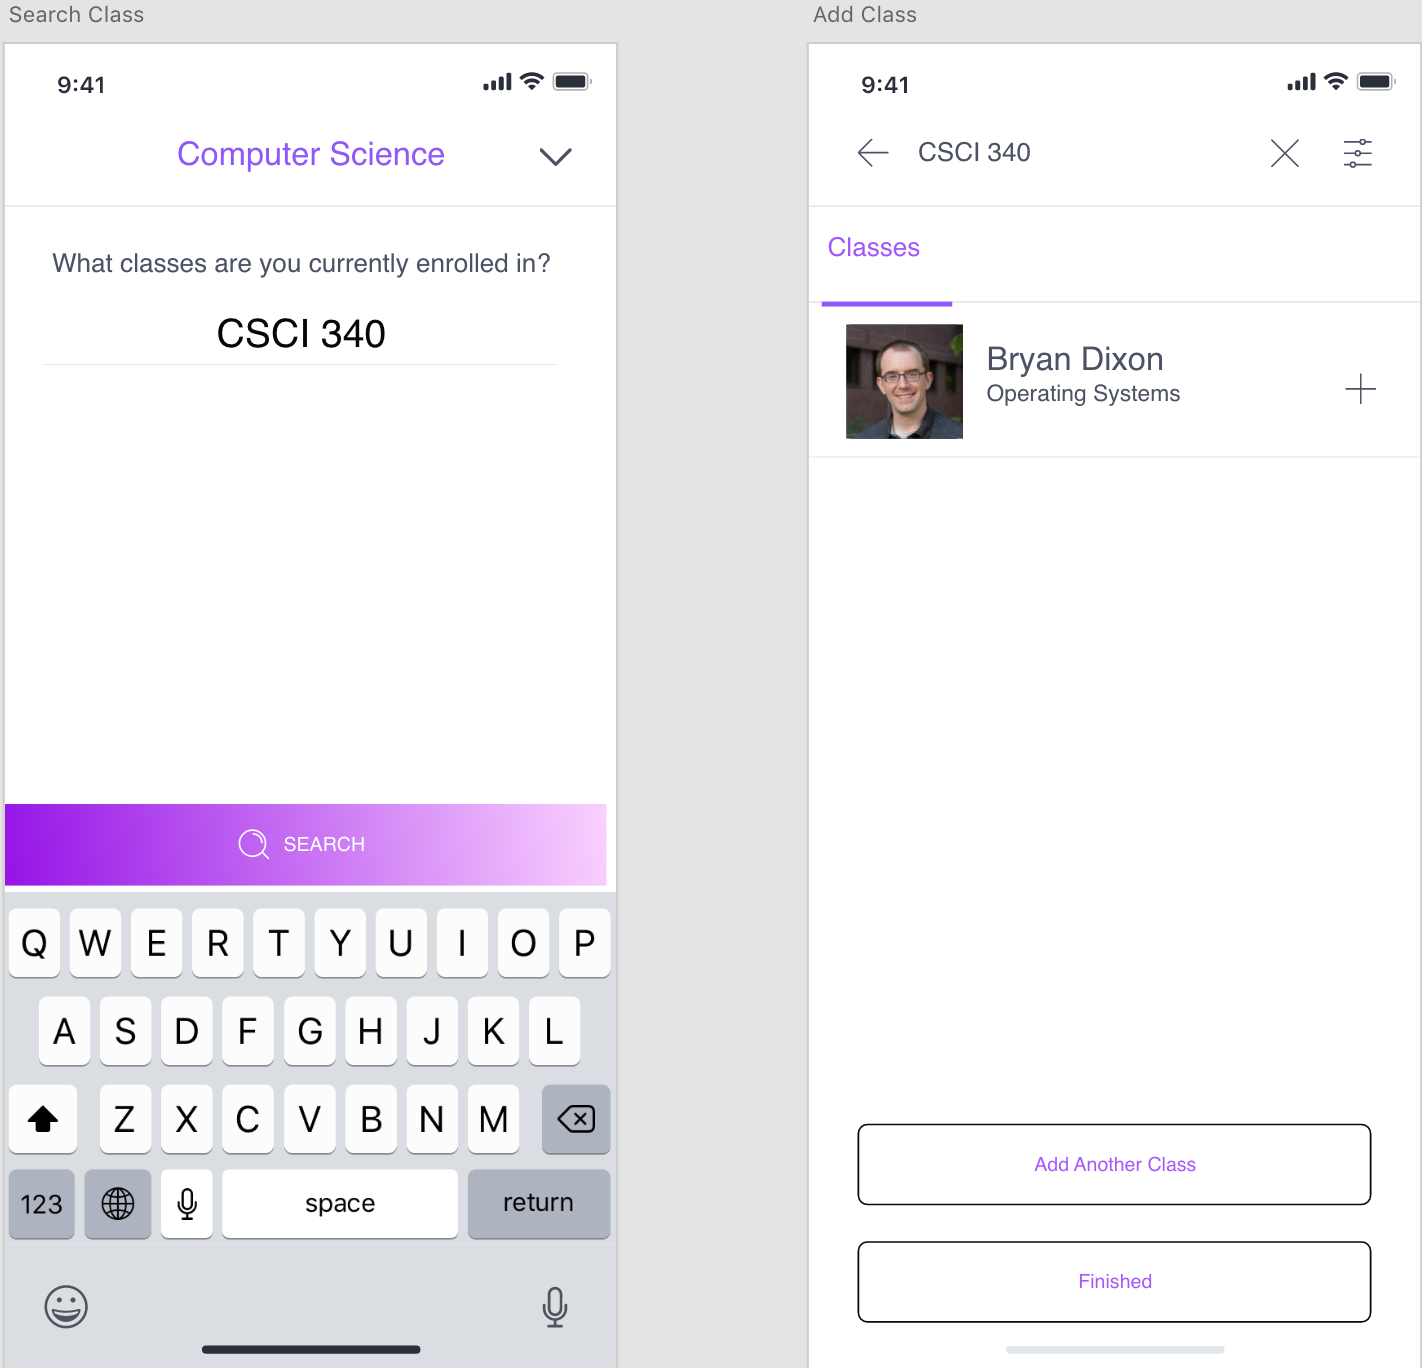 Search Class
9:41
Computer Science
What classes are you currently enrolled in?
CSCI 340
SEARCH
Q W E R T Y U I O P
A S D F G H J K L
Z X C V B N M
123 space return
Add Class
9:41
CSCI 340
Classes
Bryan Dixon
Operating Systems
Add Another Class
Finished